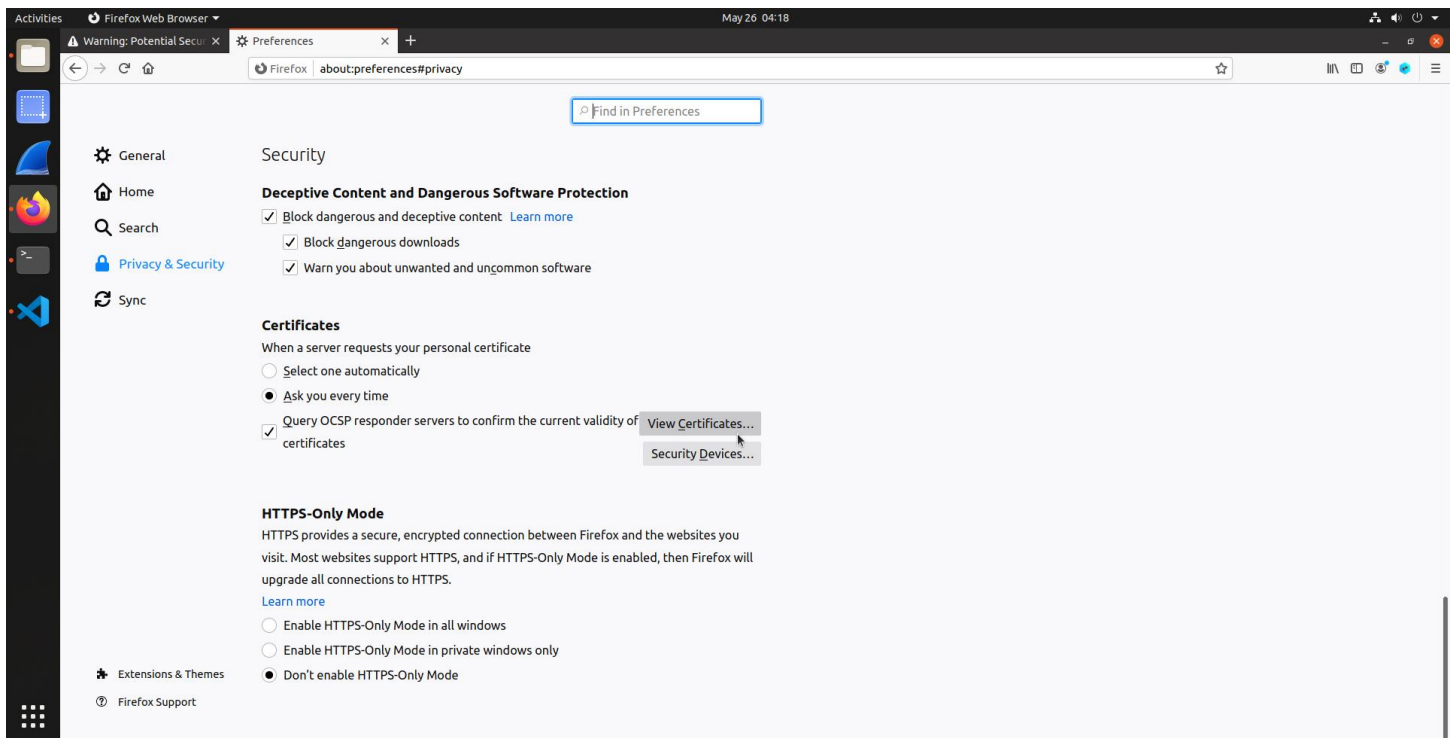 Activities
Firefox Web Browser
May 26 04:18
Warning: Potential Secur
Preferences
Firefox
about:preferences#privacy
Find in Preferences
General
Home
Search
Privacy & Security
Sync
Extensions & Themes
Firefox Support
Security
Deceptive Content and Dangerous Software Protection
Block dangerous and deceptive content Learn more
Block dangerous downloads
Warn you about unwanted and uncommon software
Certificates
When a server requests your personal certificate
Select one automatically
Ask you every time
Query OCSP responder servers to confirm the current validity of
certificates
View Certificates...
Security Devices...
HTTPS-Only Mode
HTTPS provides a secure, encrypted connection between Firefox and the websites you
visit. Most websites support HTTPS, and if HTTPS-Only Mode is enabled, then Firefox will
upgrade all connections to HTTPS.
Learn more
Enable HTTPS-Only Mode in all windows
Enable HTTPS-Only Mode in private windows only
Don't enable HTTPS-Only Mode